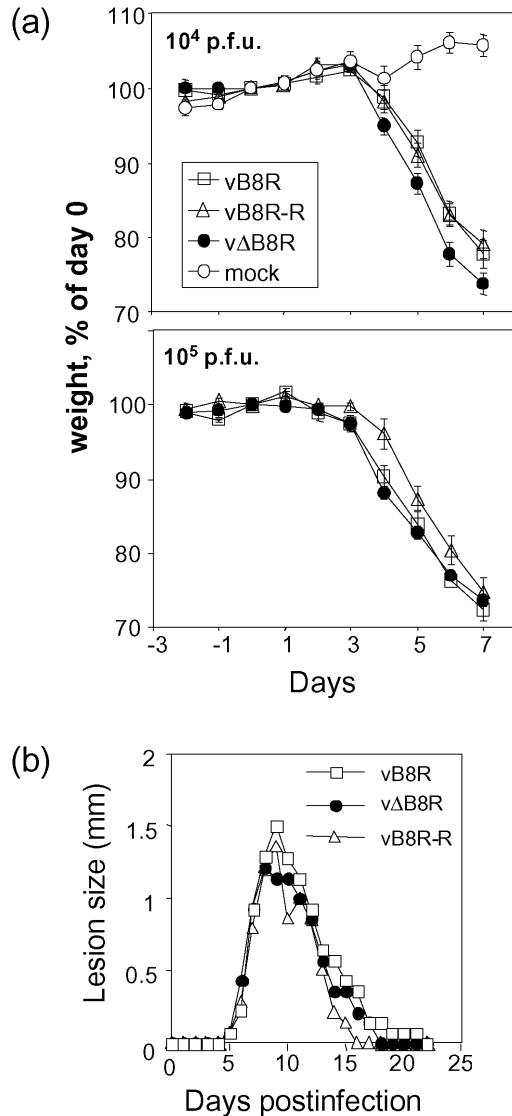 (a)
110
10⁴ p.f.u.
100
90
80
70
vB8R
vB8R-R
vΔB8R
mock
weight, % of day 0
10⁵ p.f.u.
100
90
80
70
-3 -1 1 3 5 7
Days
(b)
2
1.5
1
0.5
0
vB8R
vΔB8R
vB8R-R
Lesion size (mm)
0 5 10 15 20 25
Days postinfection